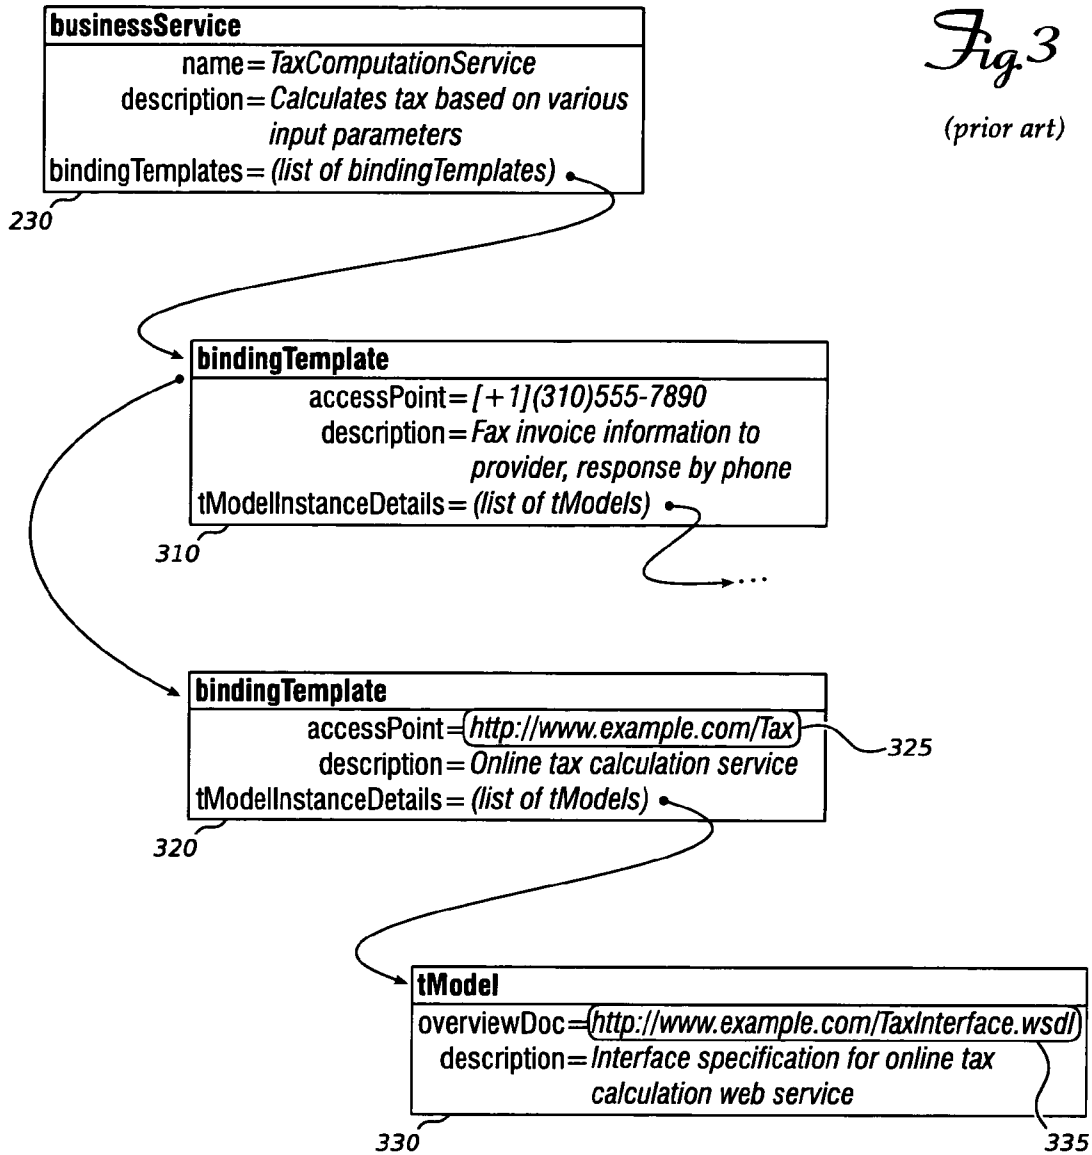 businessService
name=TaxComputationService
description=Calculates tax based on various
input parameters
bindingTemplates=(list of bindingTemplates)
230
Fig.3
(prior art)
bindingTemplate
accessPoint=[+1](310)555-7890
description=Fax invoice information to
provider, response by phone
tModelInstanceDetails=(list of tModels)
310
...
bindingTemplate
accessPoint=http://www.example.com/Tax
325
description=Online tax calculation service
tModelInstanceDetails=(list of tModels)
320
tModel
overviewDoc=http://www.example.com/TaxInterface.wsdl
description=Interface specification for online tax
calculation web service
330
335